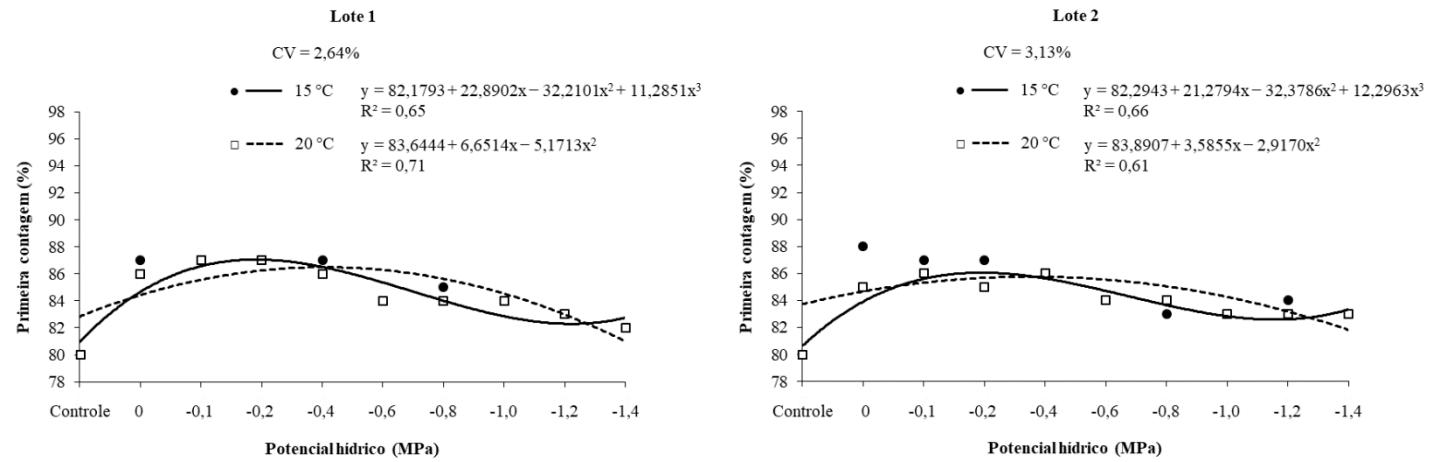 Lote 1
CV = 2,64%
15 °C y = 82,1793 + 22,8902x – 32,2101x² + 11,2851x³
R² = 0,65
20 °C y = 83,6444 + 6,6514x – 5,1713x²
R² = 0,71
Primeira contagem (%)
98
96
94
92
90
88
86
84
82
80
78
Controle 0 -0,1 -0,2 -0,4 -0,6 -0,8 -1,0 -1,2 -1,4
Potencial hídrico (MPa)
Lote 2
CV = 3,13%
15 °C y = 82,2943 + 21,2794x – 32,3786x² + 12,2963x³
R² = 0,66
20 °C y = 83,8907 + 3,5855x – 2,9170x²
R² = 0,61
Primeira contagem (%)
98
96
94
92
90
88
86
84
82
80
78
Controle 0 -0,1 -0,2 -0,4 -0,6 -0,8 -1,0 -1,2 -1,4
Potencial hídrico (MPa)